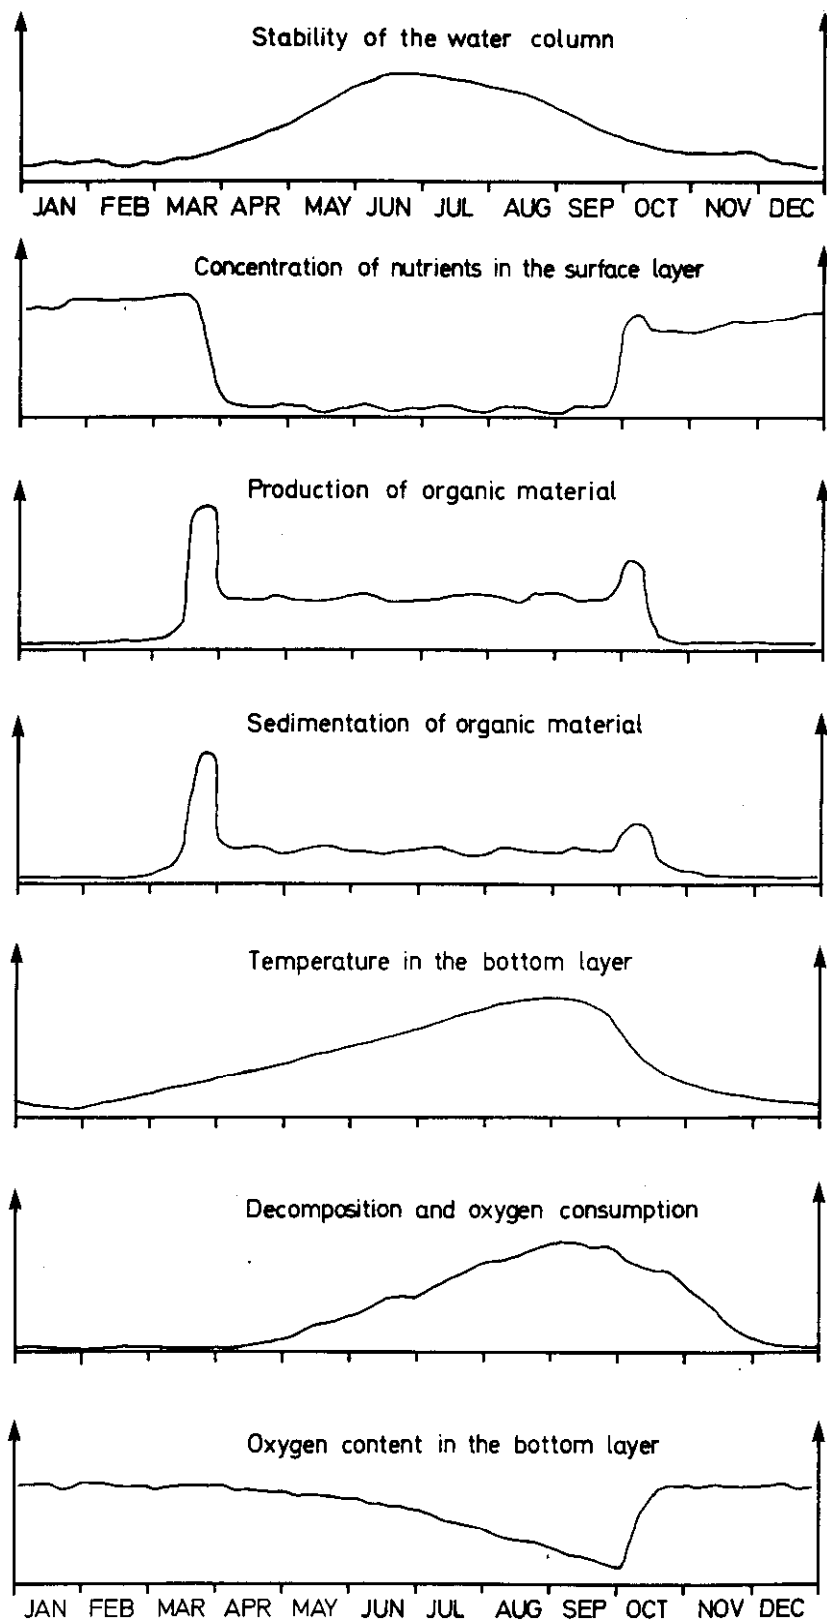 Stability of the water column
JAN FEB MAR APR MAY JUN JUL AUG SEP OCT NOV DEC
Concentration of nutrients in the surface layer
Production of organic material
Sedimentation of organic material
Temperature in the bottom layer
Decomposition and oxygen consumption
Oxygen content in the bottom layer
JAN FEB MAR APR MAY JUN JUL AUG SEP OCT NOV DEC